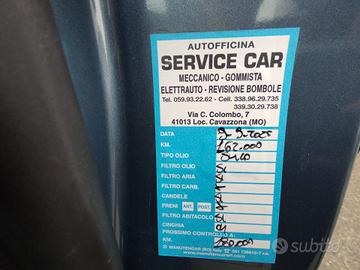 AUTOFFICINA
SERVICE CAR
MECCANICO - GOMMISTA
ELETTRAUTO - REVISIONE BOMBOLE
Tel. 059.93.22.62 - Cell. 338.96.29.735
339.30.29.738
Via C. Colombo, 7
41013 Loc. Cavazzona (MO)
DATA
KM. 162.000
TIPO OLIO
FILTRO OLIO
FILTRO ARIA
FILTRO CARB.
CANDELE
FRENI ANT. POST.
FILTRO ABITACOLO
CINGHIA
PROSSIMO CONTROLLO A:
KM.
subito